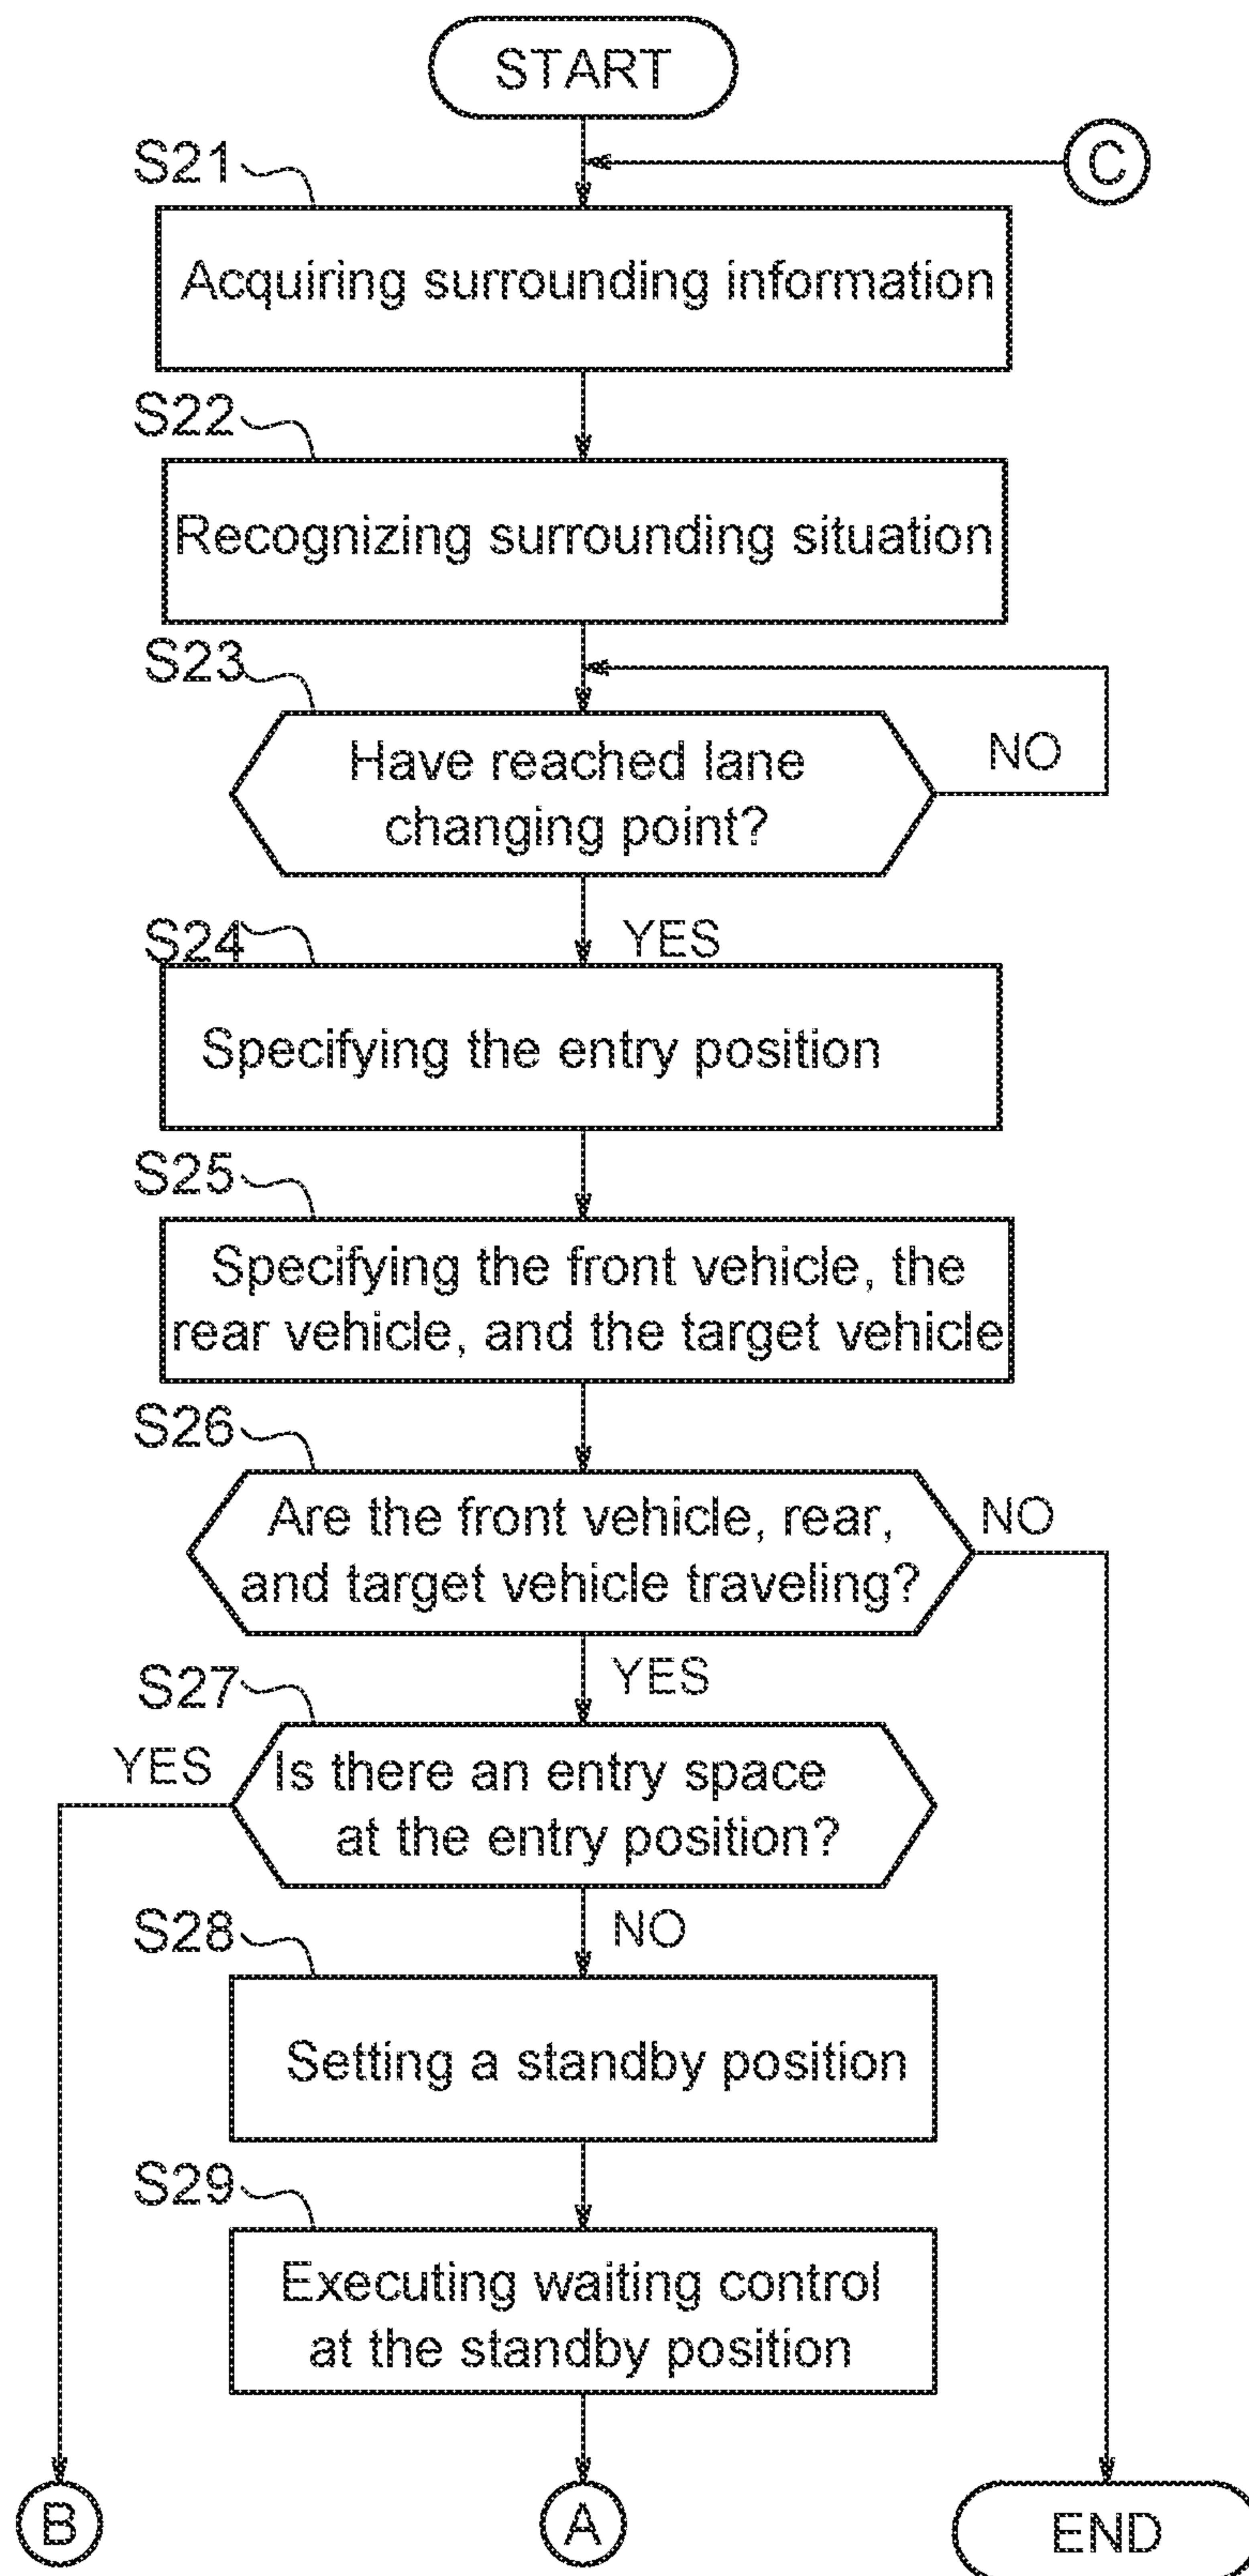 START
C
S21
Acquiring surrounding information
S22
Recognizing surrounding situation
S23
Have reached lane
changing point?
NO
YES
S24
Specifying the entry position
S25
Specifying the front vehicle, the
rear vehicle, and the target vehicle
S26
Are the front vehicle, rear,
and target vehicle traveling?
NO
YES
S27
YES
Is there an entry space
at the entry position?
NO
S28
Setting a standby position
S29
Executing waiting control
at the standby position
B
A
END